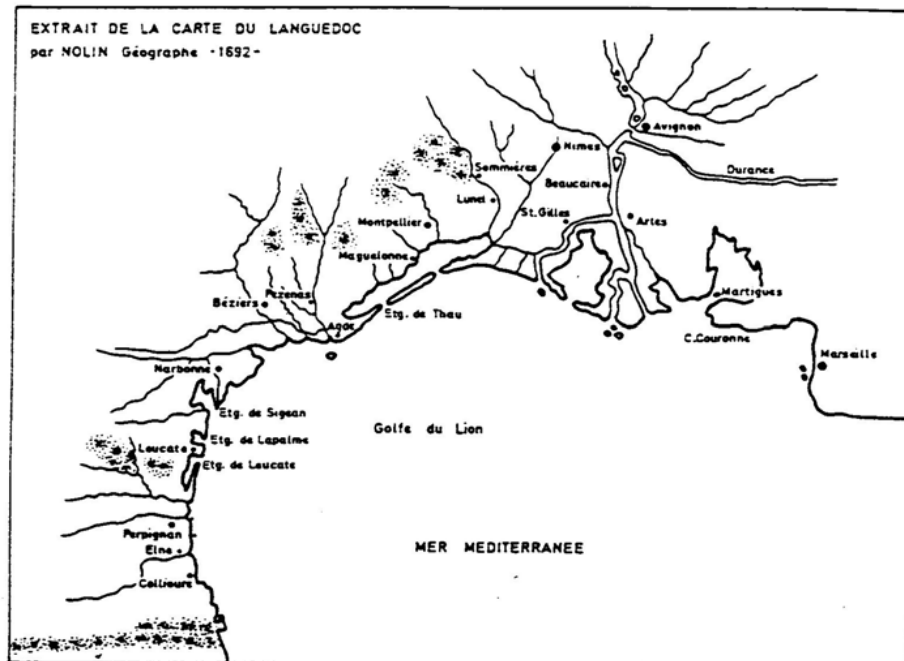 EXTRAIT DE LA CARTE DU LANGUEDOC
par NOLIN Géographe -1692-
Avignon
Nimes
Sommières
Durance
Beaucaire
Lunel
St.Gilles
Arles
Montpellier
Maguelonne
Martigues
Pézenas
Béziers
Etg. de Thau
Agde
C.Couronne
Marseille
Narbonne
Etg. de Sigean
Golfe du Lion
Etg. de Lapalme
Leucate
Etg. de Leucate
Perpignan
Elne
MER MEDITERRANEE
Collioure